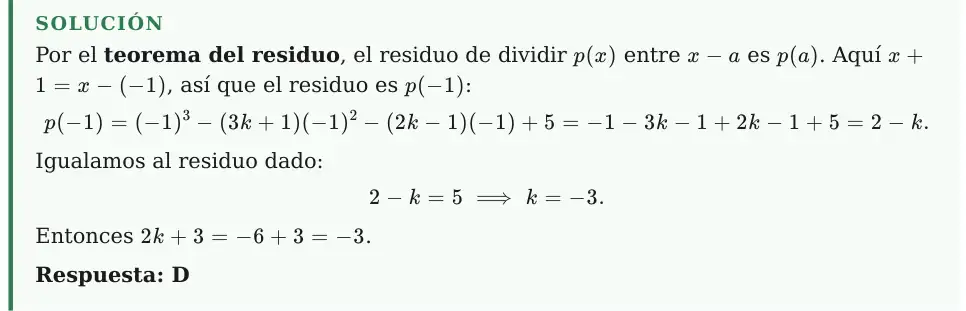 SOLUCIÓN
Por el teorema del residuo, el residuo de dividir p(x) entre x − a es p(a). Aquí x +
1 = x − (−1), así que el residuo es p(−1):
p(−1) = (−1)³ − (3k + 1)(−1)² − (2k − 1)(−1) + 5 = −1 − 3k − 1 + 2k − 1 + 5 = 2 − k.
Igualamos al residuo dado:
2 − k = 5 ⟹ k = −3.
Entonces 2k + 3 = −6 + 3 = −3.
Respuesta: D